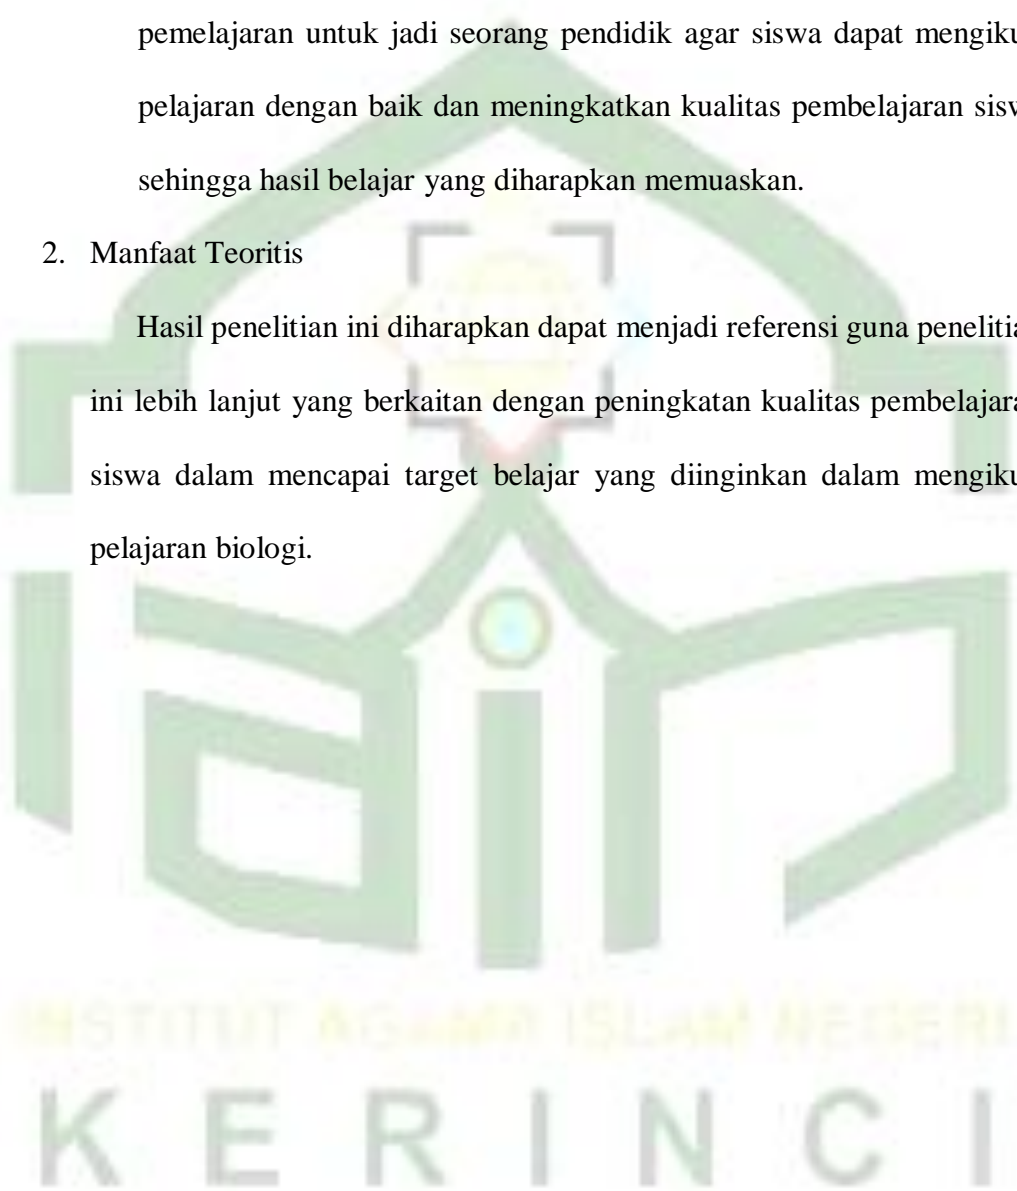 pemelajaran untuk jadi seorang pendidik agar siswa dapat mengiku
pelajaran dengan baik dan meningkatkan kualitas pembelajaran sisw
sehingga hasil belajar yang diharapkan memuaskan.
2. Manfaat Teoritis
Hasil penelitian ini diharapkan dapat menjadi referensi guna penelitia
ini lebih lanjut yang berkaitan dengan peningkatan kualitas pembelajara
siswa dalam mencapai target belajar yang diinginkan dalam mengiku
pelajaran biologi.
INSTITUT AGAMA ISLAM NEGERI
KERINCI